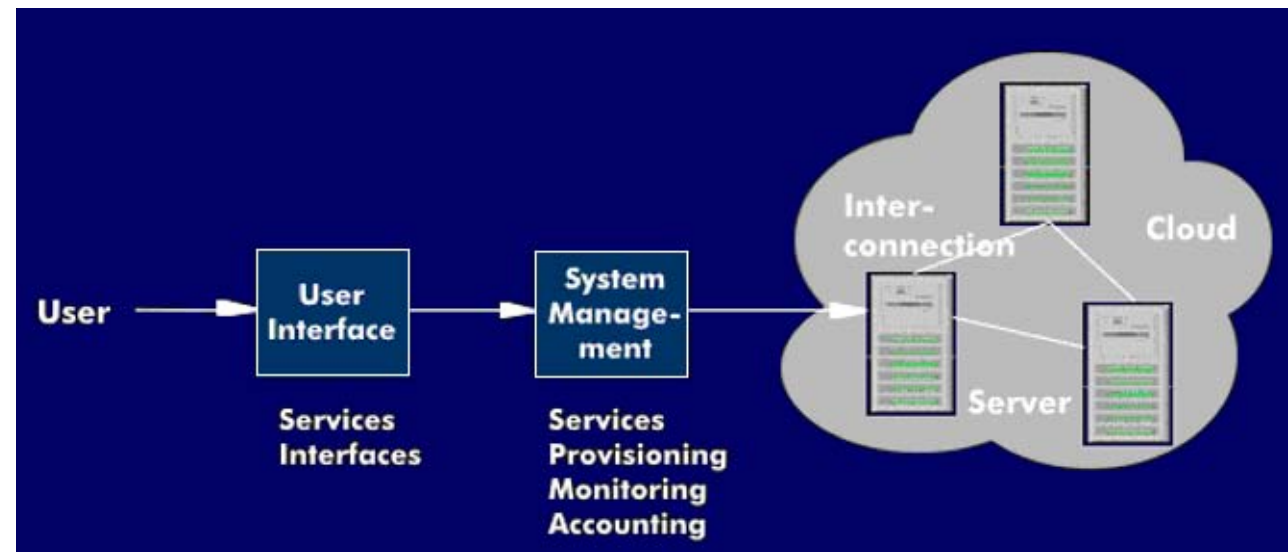 User
User
Interface
Services
Interfaces
System
Manage-
ment
Services
Provisioning
Monitoring
Accounting
Inter-
connection
Cloud
Server